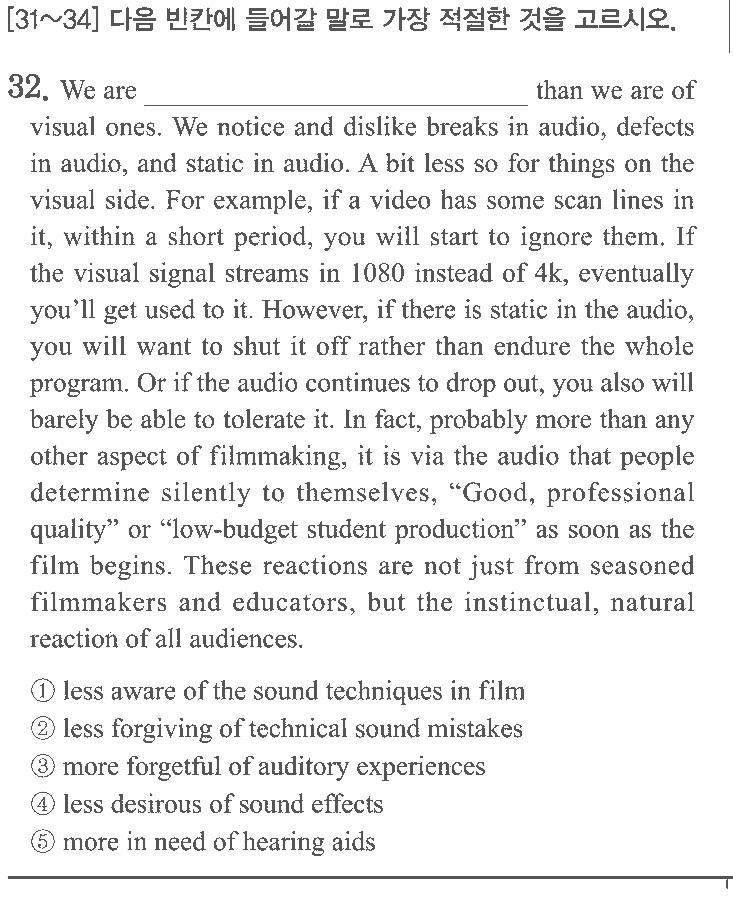 [31～34] 다음 빈칸에 들어갈 말로 가장 적절한 것을 고르시오.
32. We are ______________________ than we are of
visual ones. We notice and dislike breaks in audio, defects
in audio, and static in audio. A bit less so for things on the
visual side. For example, if a video has some scan lines in
it, within a short period, you will start to ignore them. If
the visual signal streams in 1080 instead of 4k, eventually
you’ll get used to it. However, if there is static in the audio,
you will want to shut it off rather than endure the whole
program. Or if the audio continues to drop out, you also will
barely be able to tolerate it. In fact, probably more than any
other aspect of filmmaking, it is via the audio that people
determine silently to themselves, “Good, professional
quality” or “low-budget student production” as soon as the
film begins. These reactions are not just from seasoned
filmmakers and educators, but the instinctual, natural
reaction of all audiences.
① less aware of the sound techniques in film
② less forgiving of technical sound mistakes
③ more forgetful of auditory experiences
④ less desirous of sound effects
⑤ more in need of hearing aids